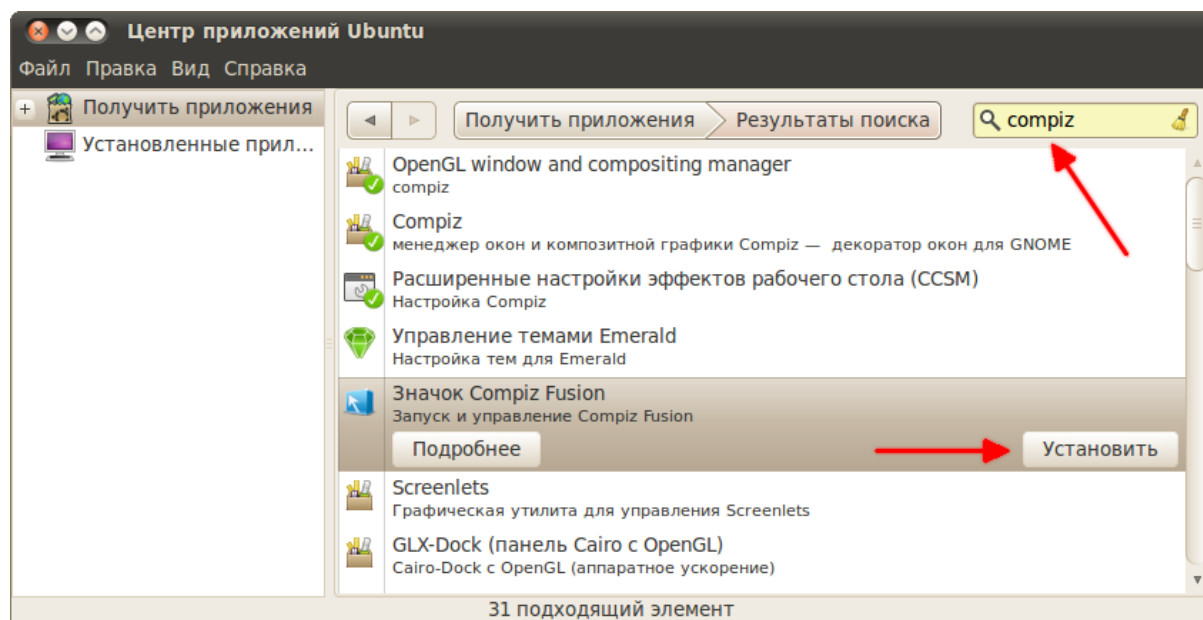 Центр приложений Ubuntu
Файл Правка Вид Справка
Получить приложения
Установленные прил...
Получить приложения Результаты поиска compiz
OpenGL window and compositing manager
compiz
Compiz
менеджер окон и композитной графики Compiz — декоратор окон для GNOME
Расширенные настройки эффектов рабочего стола (CCSM)
Настройка Compiz
Управление темами Emerald
Настройка тем для Emerald
Значок Compiz Fusion
Запуск и управление Compiz Fusion
Подробнее Установить
Screenlets
Графическая утилита для управления Screenlets
GLX-Dock (панель Cairo с OpenGL)
Cairo-Dock с OpenGL (аппаратное ускорение)
31 подходящий элемент